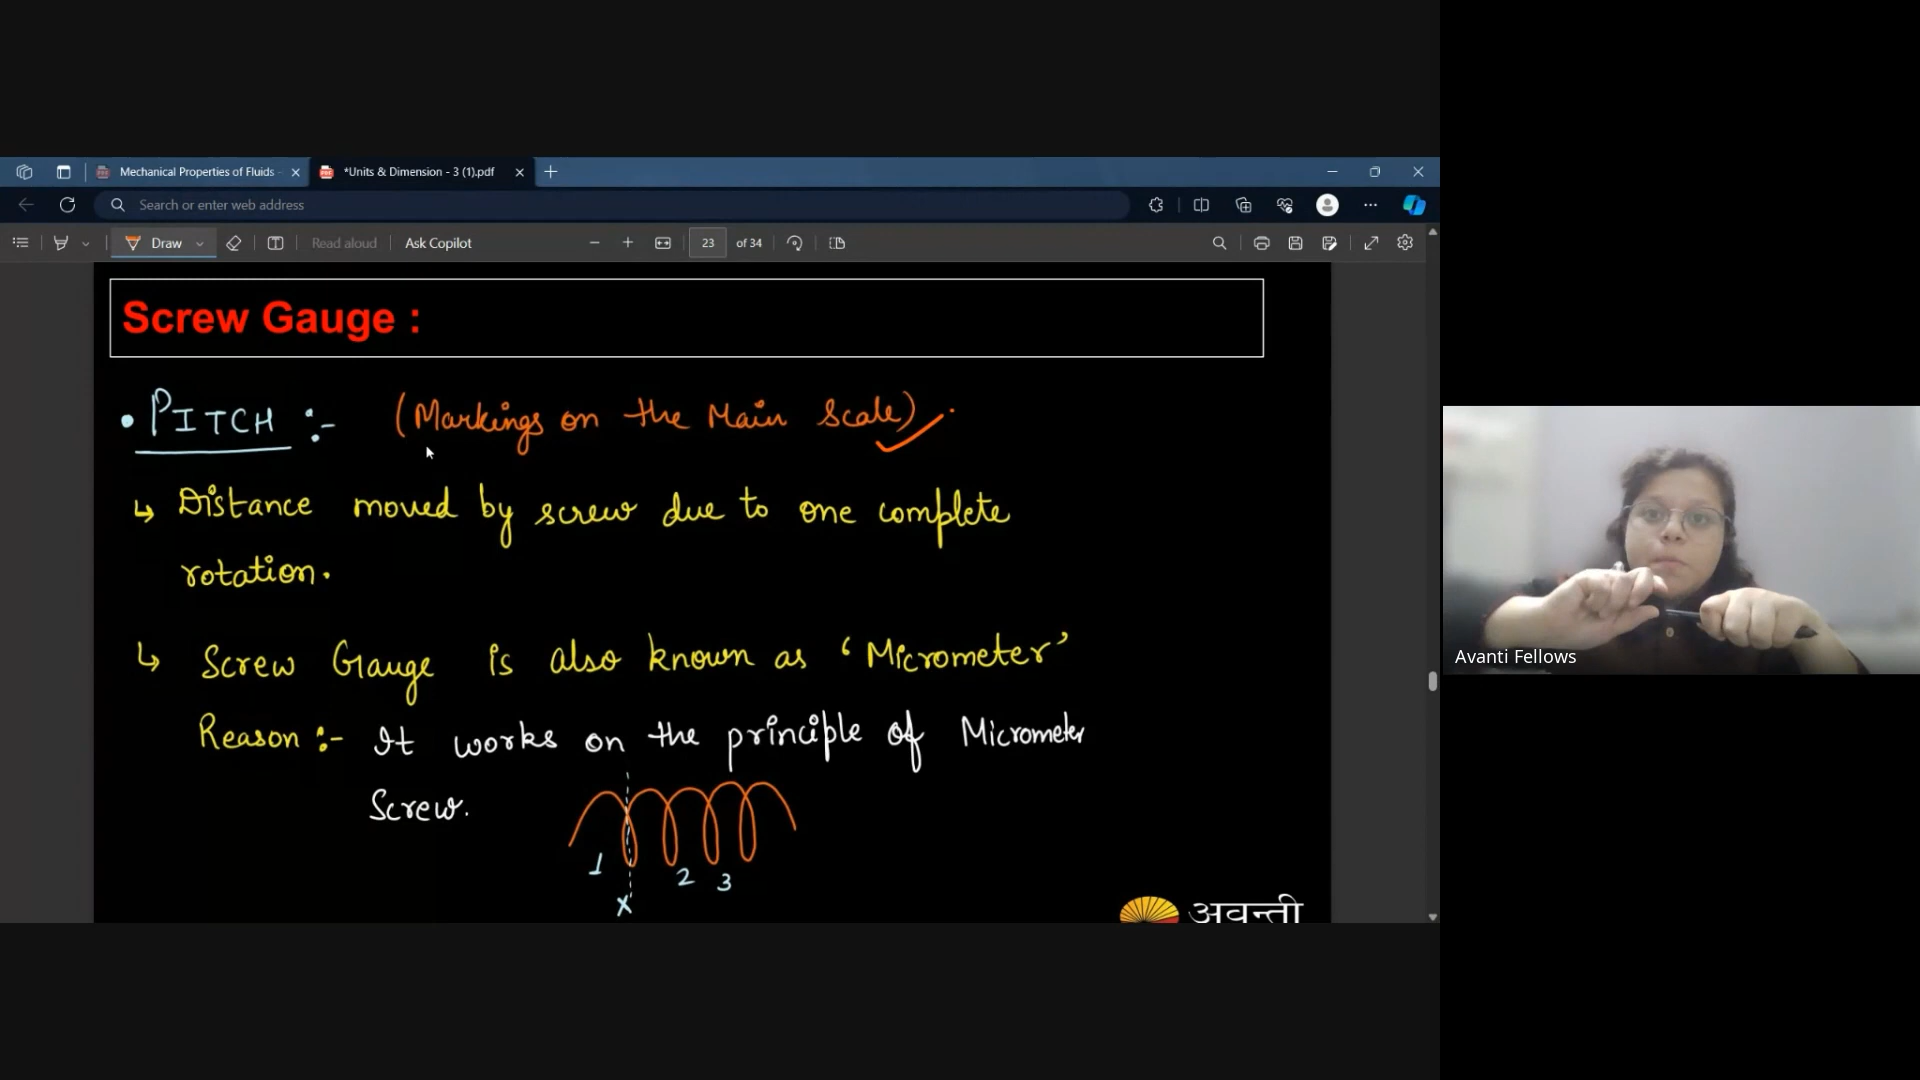 Mechanical Properties of Fluids -
*Units & Dimension - 3 (1).pdf
Search or enter web address
Draw
Read aloud
Ask Copilot
23 of 34
Screw Gauge :
• PITCH :- (Markings on the Main Scale)
↳ Distance moved by screw due to one complete
rotation.
↳ Screw Gauge is also known as ‘Micrometer’
Reason :- It works on the principle of Micrometer
Screw.
1 2 3
x
अवन्ती
Avanti Fellows